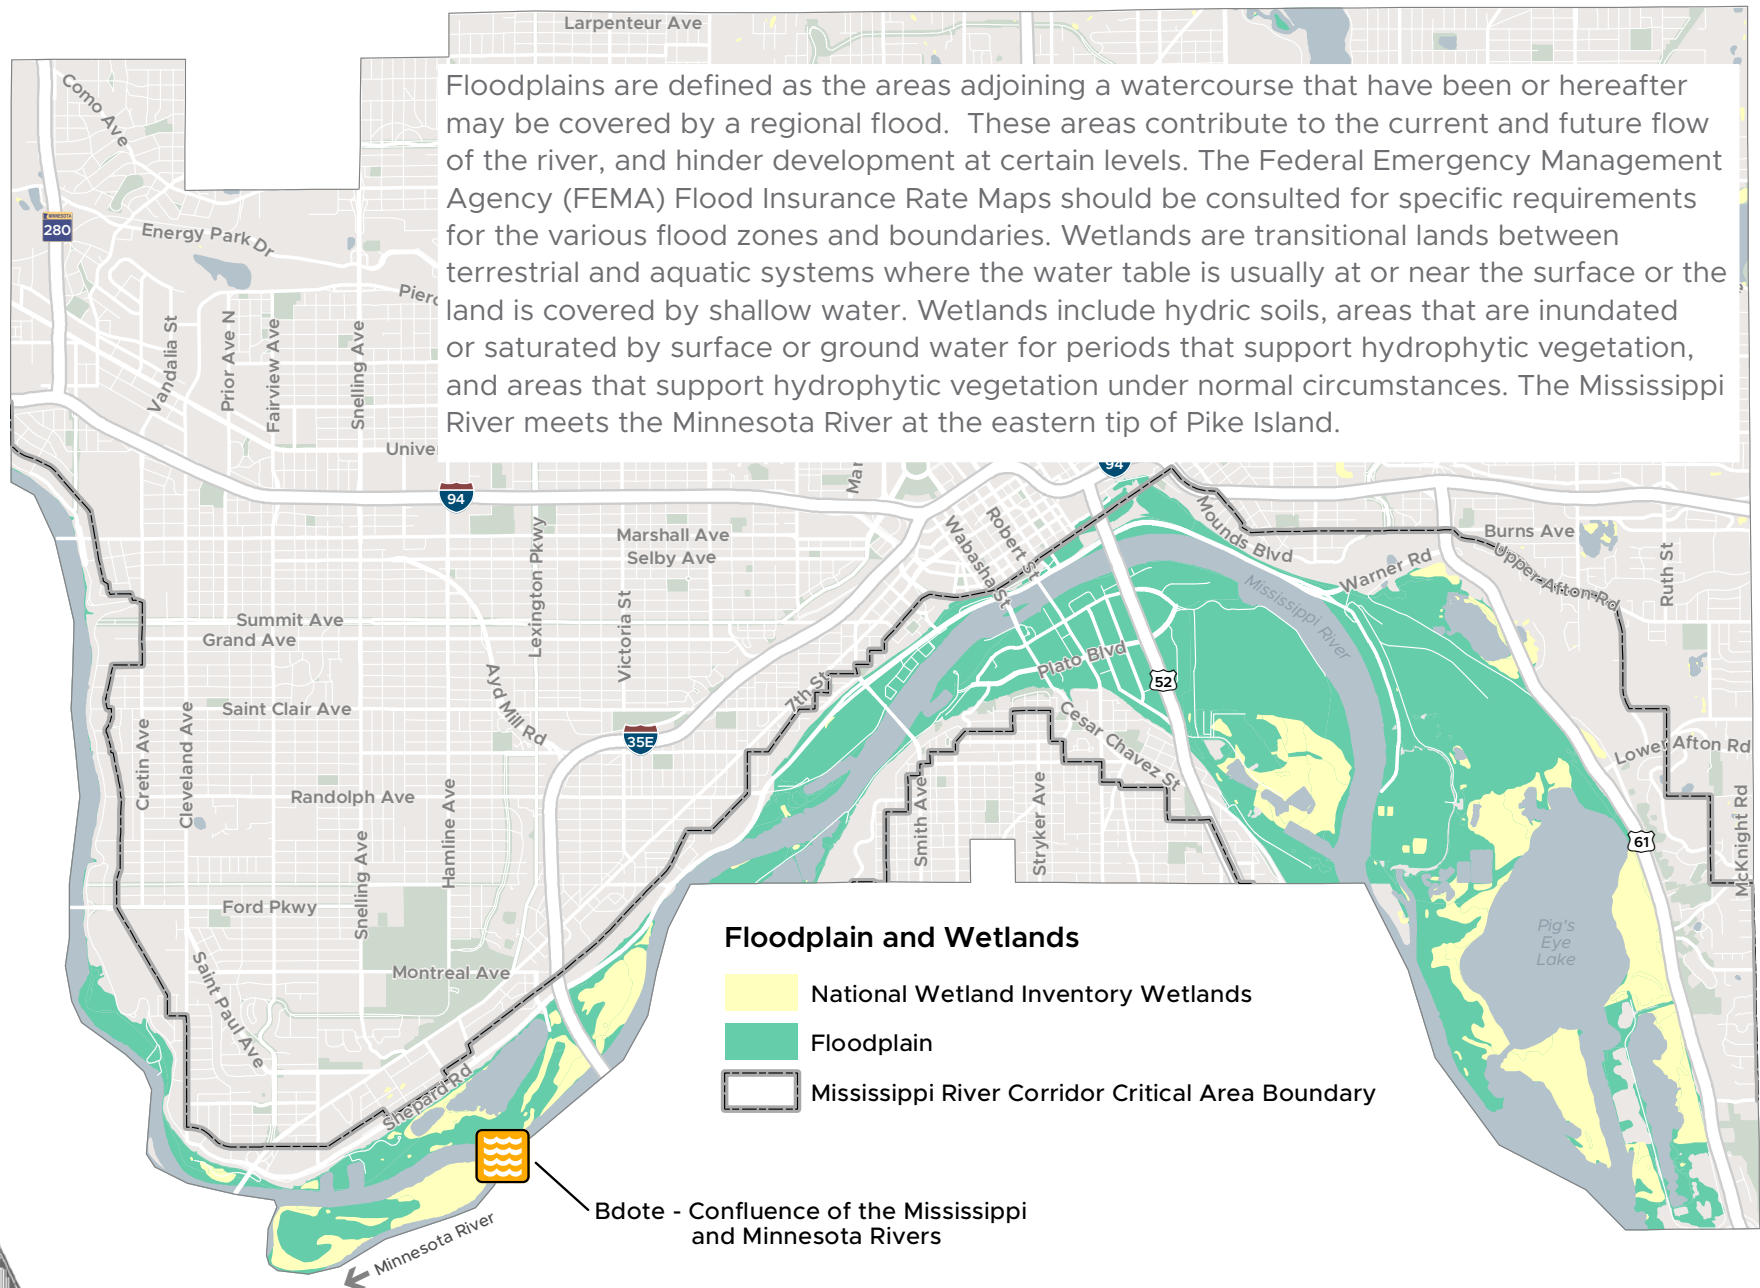 Larpenteur Ave
Como Ave
Floodplains are defined as the areas adjoining a watercourse that have been or hereafter
may be covered by a regional flood. These areas contribute to the current and future flow
of the river, and hinder development at certain levels. The Federal Emergency Management
Agency (FEMA) Flood Insurance Rate Maps should be consulted for specific requirements
for the various flood zones and boundaries. Wetlands are transitional lands between
terrestrial and aquatic systems where the water table is usually at or near the surface or the
land is covered by shallow water. Wetlands include hydric soils, areas that are inundated
or saturated by surface or ground water for periods that support hydrophytic vegetation,
and areas that support hydrophytic vegetation under normal circumstances. The Mississippi
River meets the Minnesota River at the eastern tip of Pike Island.
MINNESOTA
280
Energy Park Dr
Vandalia St
Prior Ave N
Fairview Ave
Snelling Ave
94
94
Lexington Pkwy
Marshall Ave
Selby Ave
Victoria St
Wabasha St
Robert St
Mounds Blvd
Warner Rd
Burns Ave
Upper Afton Rd
Ruth St
Mississippi River
Summit Ave
Grand Ave
Ayd Mill Rd
Plato Blvd
52
7th St
Saint Clair Ave
Cretin Ave
Cleveland Ave
35E
Cesar Chavez St
Lower Afton Rd
Randolph Ave
Hamline Ave
Smith Ave
Stryker Ave
McKnight Rd
61
Snelling Ave
Ford Pkwy
Pig's
Eye
Lake
Saint Paul Ave
Montreal Ave
Shepard Rd
Floodplain and Wetlands
National Wetland Inventory Wetlands
Floodplain
Mississippi River Corridor Critical Area Boundary
Bdote - Confluence of the Mississippi
and Minnesota Rivers
Minnesota River